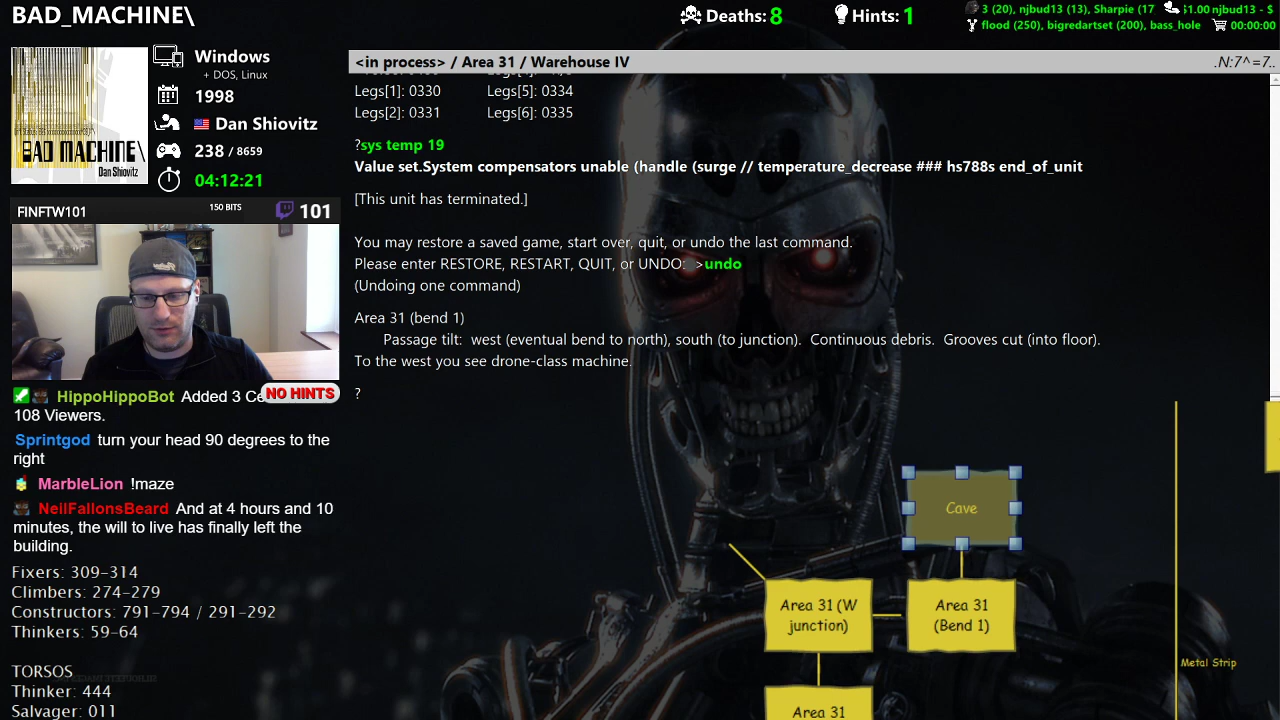 BAD_MACHINE\
Deaths: 8
Hints: 1
3 (20), njbud13 (13), Sharpie (17
$1.00 njbud13 - $
flood (250), bigredartset (200), bass_hole
00:00:00
BAD MACHINE\
Dan Shiovitz
Windows
+ DOS, Linux
1998
Dan Shiovitz
238 / 8659
04:12:21
FINFTW101
150 BITS
101
NO HINTS
HippoHippoBot Added 3 Ce
108 Viewers.
Sprintgod turn your head 90 degrees to the
right
MarbleLion !maze
NeilFallonsBeard And at 4 hours and 10
minutes, the will to live has finally left the
building.
Fixers: 309-314
Climbers: 274-279
Constructors: 791-794 / 291-292
Thinkers: 59-64
TORSOS
Thinker: 444
Salvager: 011
<in process> / Area 31 / Warehouse IV
.N:7^=7..
Legs[1]: 0330 Legs[5]: 0334
Legs[2]: 0331 Legs[6]: 0335
?sys temp 19
Value set.System compensators unable (handle (surge // temperature_decrease ### hs788s end_of_unit
[This unit has terminated.]
You may restore a saved game, start over, quit, or undo the last command.
Please enter RESTORE, RESTART, QUIT, or UNDO: >undo
(Undoing one command)
Area 31 (bend 1)
Passage tilt: west (eventual bend to north), south (to junction). Continuous debris. Grooves cut (into floor).
To the west you see drone-class machine.
?
Cave
Area 31 (W
junction)
Area 31
(Bend 1)
Metal Strip
Area 31